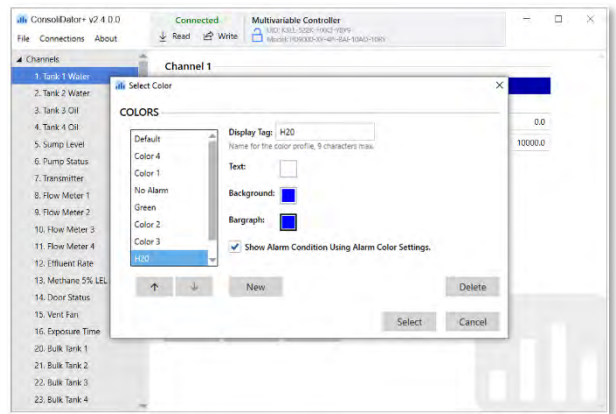 ConsoliDator+ v2.4.0.0
File Connections About
Connected
Read Write
Multivariable Controller
Channels
1. Tank 1 Water
2. Tank 2 Water
3. Tank 3 Oil
4. Tank 4 Oil
5. Sump Level
6. Pump Status
7. Transmitter
8. Flow Meter 1
9. Flow Meter 2
10. Flow Meter 3
11. Flow Meter 4
12. Effluent Rate
13. Methane 5% LEL
14. Door Status
15. Vent Fan
16. Exposure Time
20. Bulk Tank 1
21. Bulk Tank 2
22. Bulk Tank 3
23. Bulk Tank 4
Channel 1
0.0
10000.0
Select Color
COLORS
Default
Color 4
Color 1
No Alarm
Green
Color 2
Color 3
H20
Display Tag: H20
Name for the color profile, 9 characters max.
Text:
Background:
Bargraph:
Show Alarm Condition Using Alarm Color Settings.
New
Delete
Select Cancel